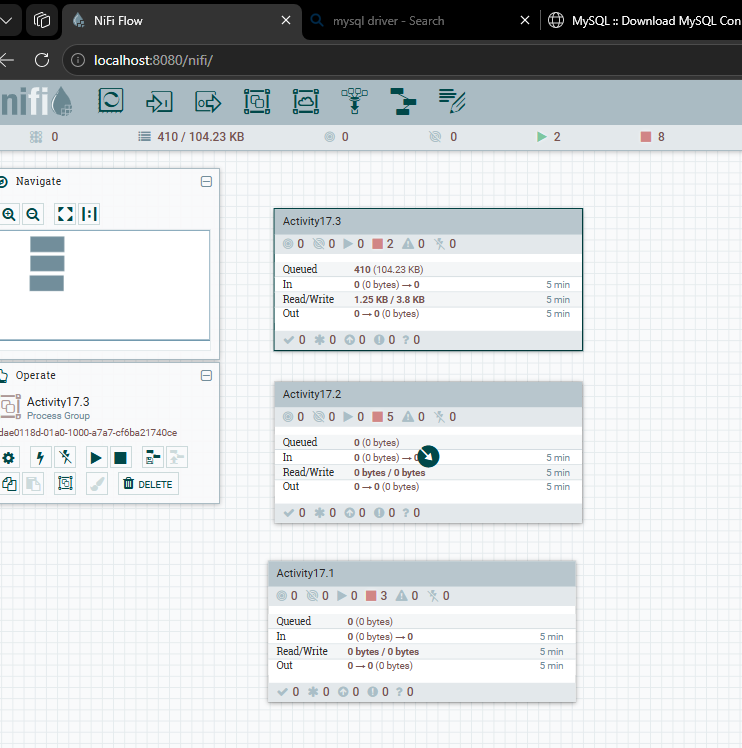 NiFi Flow
mysql driver - Search
MySQL :: Download MySQL Con
localhost:8080/nifi/
nifi
0
410 / 104.23 KB
0
0
2
8
Navigate
Activity17.3
0 0 0 2 0 0
Queued 410 (104.23 KB)
In 0 (0 bytes) → 0 5 min
Read/Write 1.25 KB / 3.8 KB 5 min
Out 0 → 0 (0 bytes) 5 min
0 0 0 0 ? 0
Operate
Activity17.3
Process Group
dae0118d-01a0-1000-a7a7-cf6ba21740ce
DELETE
Activity17.2
0 0 0 5 0 0
Queued 0 (0 bytes)
In 0 (0 bytes) → 0 5 min
Read/Write 0 bytes / 0 bytes 5 min
Out 0 → 0 (0 bytes) 5 min
0 0 0 0 ? 0
Activity17.1
0 0 0 3 0 0
Queued 0 (0 bytes)
In 0 (0 bytes) → 0 5 min
Read/Write 0 bytes / 0 bytes 5 min
Out 0 → 0 (0 bytes) 5 min
0 0 0 0 ? 0